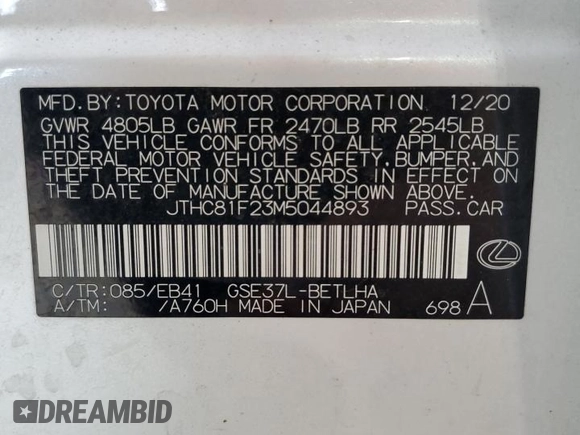 MFD. BY: TOYOTA MOTOR CORPORATION 12/20
GVWR 4805LB GAWR FR 2470LB RR 2545LB
THIS VEHICLE CONFORMS TO ALL APPLICABLE
FEDERAL MOTOR VEHICLE SAFETY, BUMPER, AND
THEFT PREVENTION STANDARDS IN EFFECT ON
THE DATE OF MANUFACTURE SHOWN ABOVE.
JTHC81F23M5044893 PASS. CAR
C/TR: 085/EB41 GSE37L-BETLHA
A/TM: /A760H MADE IN JAPAN 698 A
DREAMBID